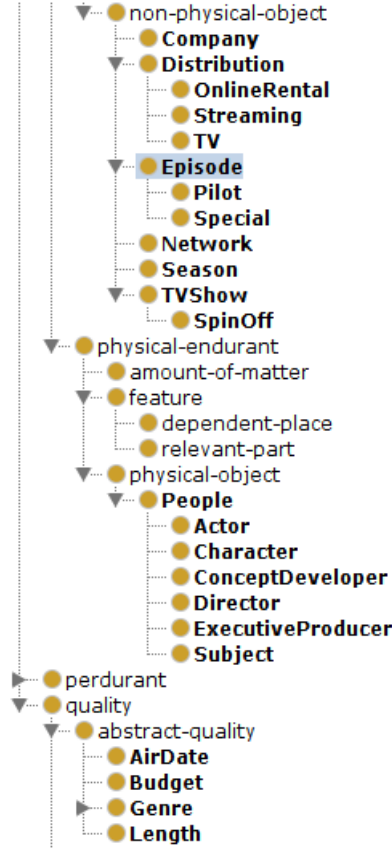 non-physical-object
Company
Distribution
OnlineRental
Streaming
TV
Episode
Pilot
Special
Network
Season
TVShow
SpinOff
physical-endurant
amount-of-matter
feature
dependent-place
relevant-part
physical-object
People
Actor
Character
ConceptDeveloper
Director
ExecutiveProducer
Subject
perdurant
quality
abstract-quality
AirDate
Budget
Genre
Length